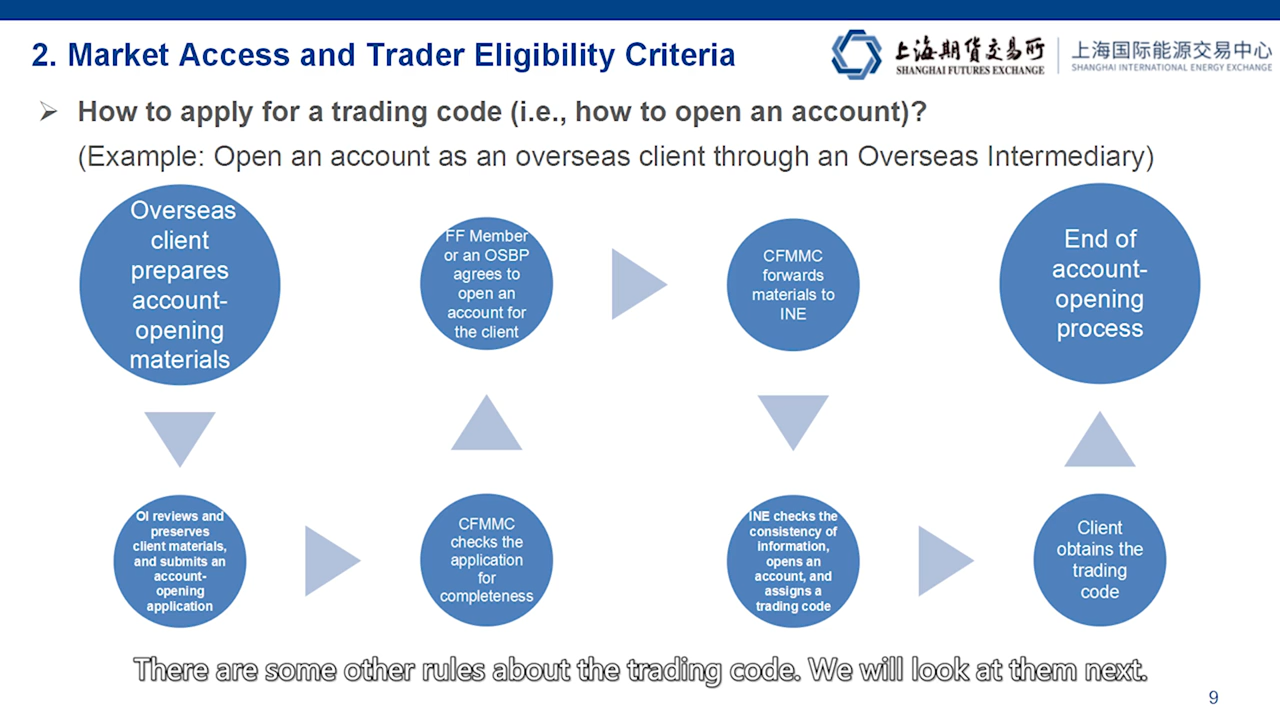 2. Market Access and Trader Eligibility Criteria
上海期货交易所
SHANGHAI FUTURES EXCHANGE
上海国际能源交易中心
SHANGHAI INTERNATIONAL ENERGY EXCHANGE
How to apply for a trading code (i.e., how to open an account)?
(Example: Open an account as an overseas client through an Overseas Intermediary)
Overseas
client
prepares
account-
opening
materials
OI reviews and
preserves
client materials,
and submits an
account-
opening
application
CFMMC
checks the
application
for
completeness
FF Member
or an OSBP
agrees to
open an
account for
the client
CFMMC
forwards
materials to
INE
INE checks the
consistency of
information,
opens an
account, and
assigns a
trading code
Client
obtains the
trading
code
End of
account-
opening
process
There are some other rules about the trading code. We will look at them next.
9